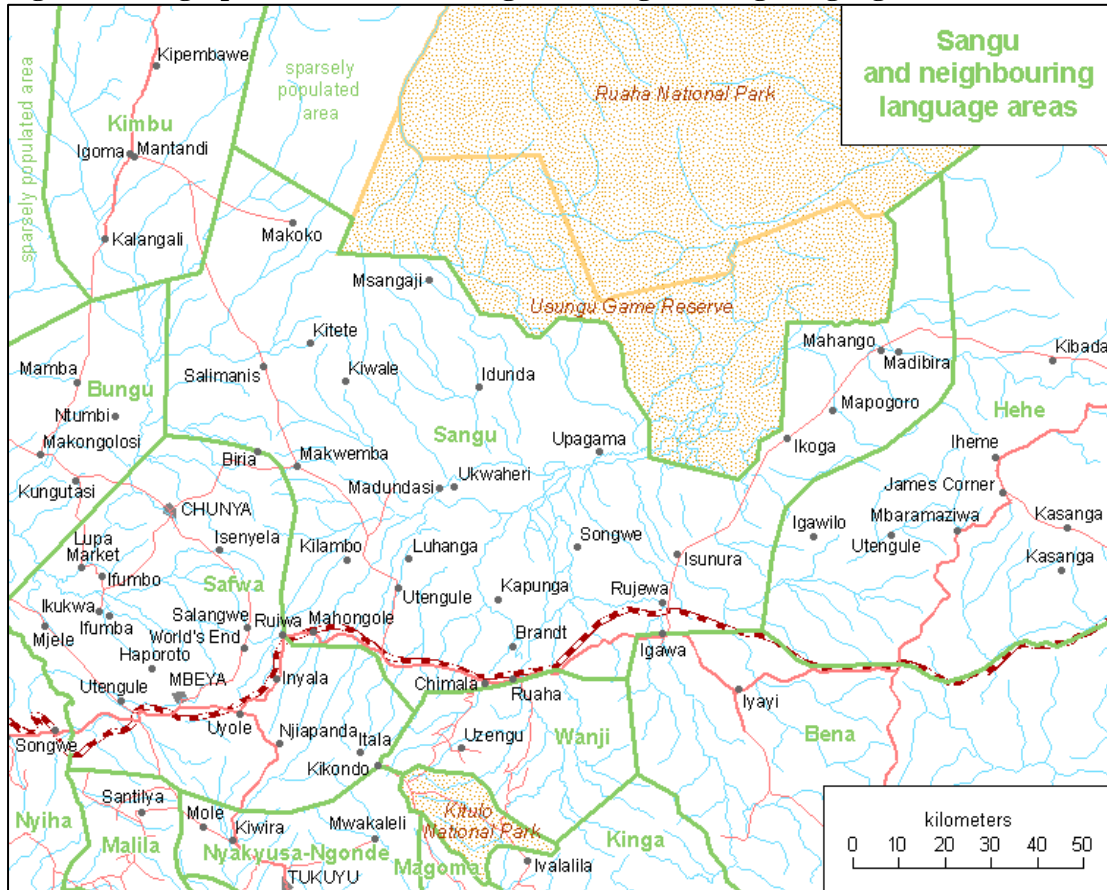 Sangu
and neighbouring
language areas
Kipembawe
sparsely
populated
area
Ruaha National Park
sparsely populated area
Kimbu
Igoma
Mantandi
Makoko
Kalangali
Msangaji
Usungu Game Reserve
Kitete
Mahango
Madibira
Kibada
Salimanis
Kiwale
Idunda
Mamba
Bungu
Mapogoro
Hehe
Ntumbi
Makongolosi
Sangu
Upagama
Ikoga
Iheme
Biria
Makwemba
Ukwaheri
Madundasi
Kungutasi
James Corner
CHUNYA
Igawilo
Mbaramaziwa
Kasanga
Isenyela
Songwe
Utengule
Lupa
Market
Kilambo
Luhanga
Isunura
Kasanga
Ifumbo
Safwa
Utengule
Kapunga
Rujewa
Ikukwa
Ifumba
Salangwe
Ruiwa
Mahongole
Mjele
World's End
Brandt
Igawa
Haporoto
MBEYA
Inyala
Chimala
Ruaha
Utengule
Iyayi
Uyole
Njiapanda
Itala
Uzengu
Wanji
Bena
Songwe
Kikondo
Santilya
Kitulo
National Park
Nyiha
Mole
Kiwira
Mwakaleli
Kinga
kilometers
Malila
Nyakyusa-Ngonde
Magoma
Ivalalila
0 10 20 30 40 50
TUKUYU